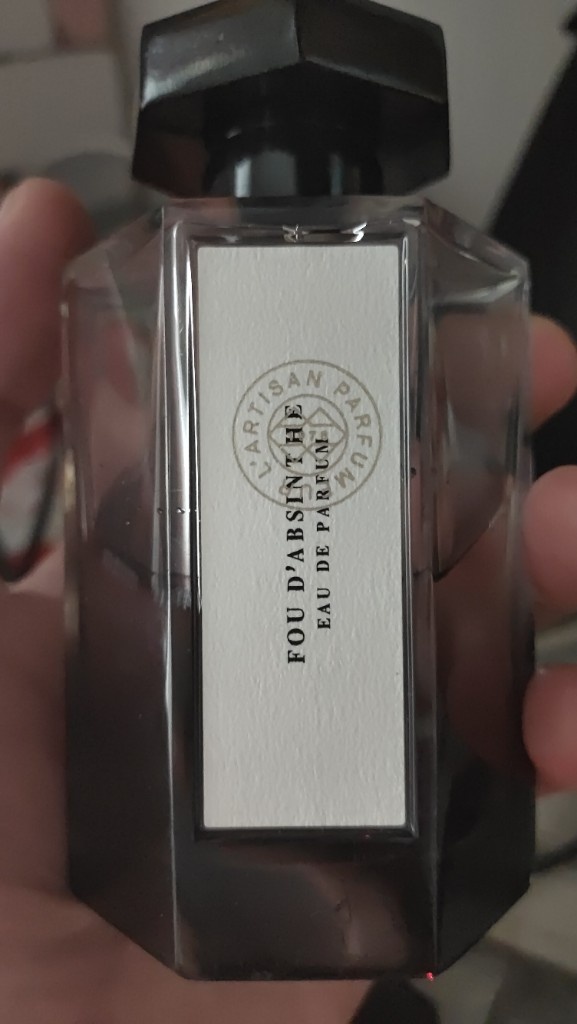 L'ARTISAN PARFUMEUR
FOU D'ABSINTHE
EAU DE PARFUM